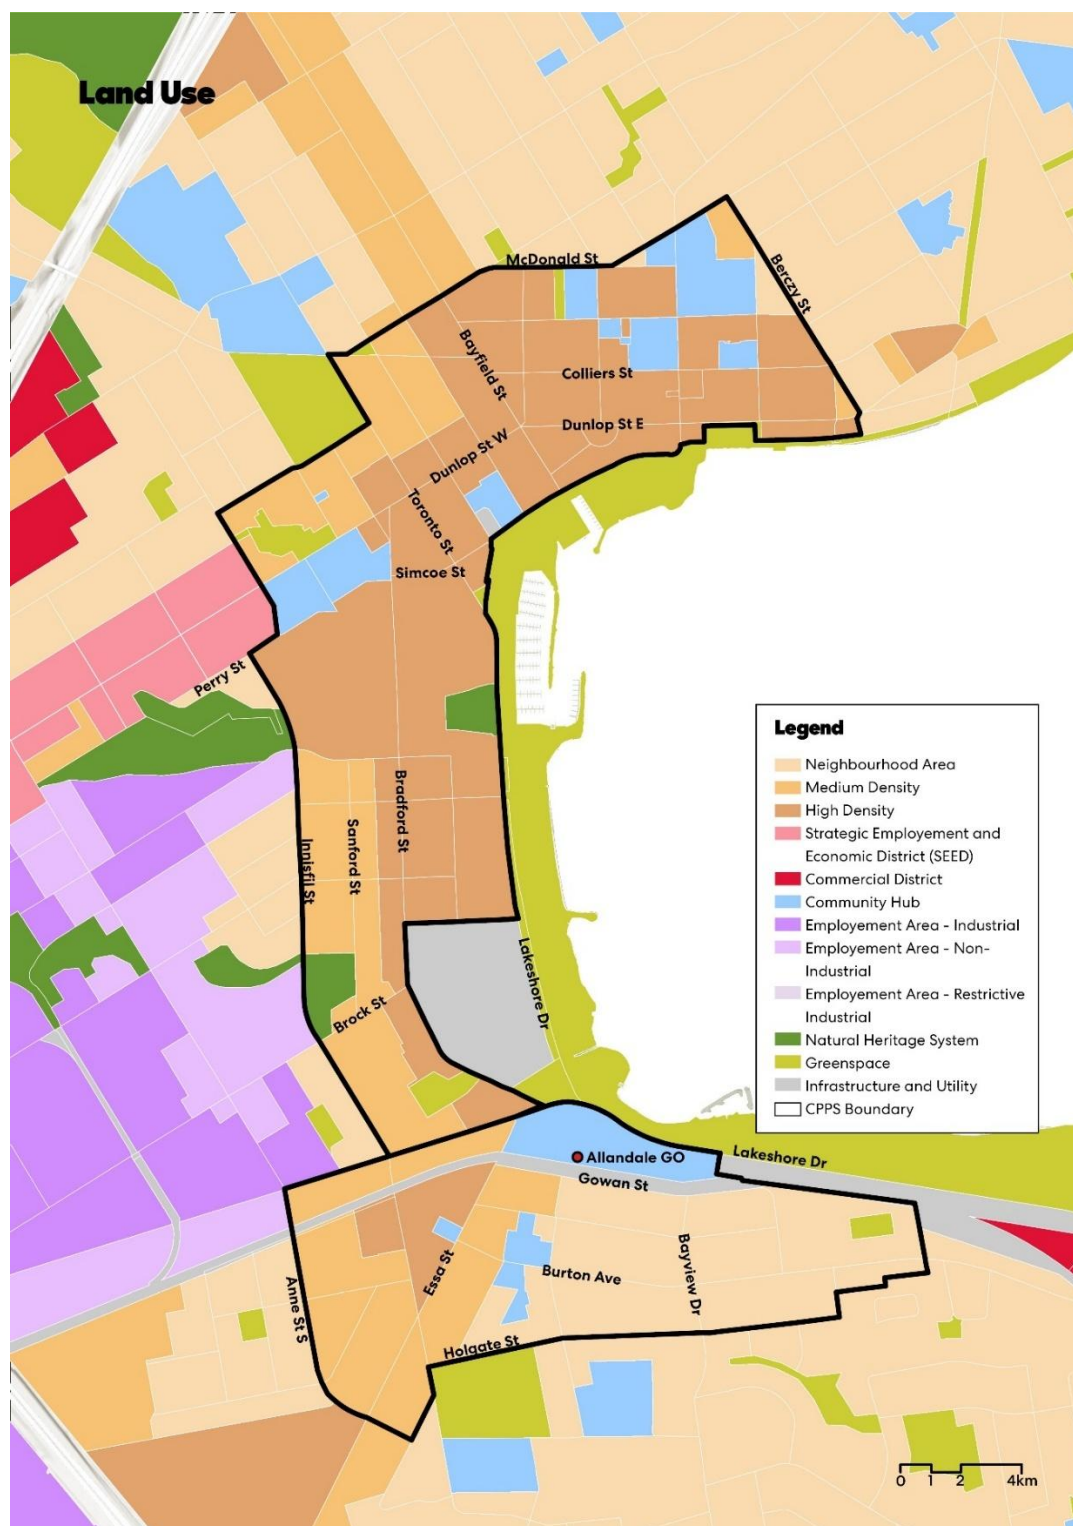 Land Use
McDonald St
Berczy St
Bayfield St
Colliers St
Dunlop St E
Dunlop St W
Toronto St
Simcoe St
Perry St
Bradford St
Sanford St
Innisfil St
Lakeshore Dr
Brock St
Allandale GO
Lakeshore Dr
Gowan St
Essa St
Burton Ave
Bayview Dr
Anne St S
Holgate St
Legend
Neighbourhood Area
Medium Density
High Density
Strategic Employement and
Economic District (SEED)
Commercial District
Community Hub
Employement Area - Industrial
Employement Area - Non-
Industrial
Employement Area - Restrictive
Industrial
Natural Heritage System
Greenspace
Infrastructure and Utility
CPPS Boundary
0 1 2 4km